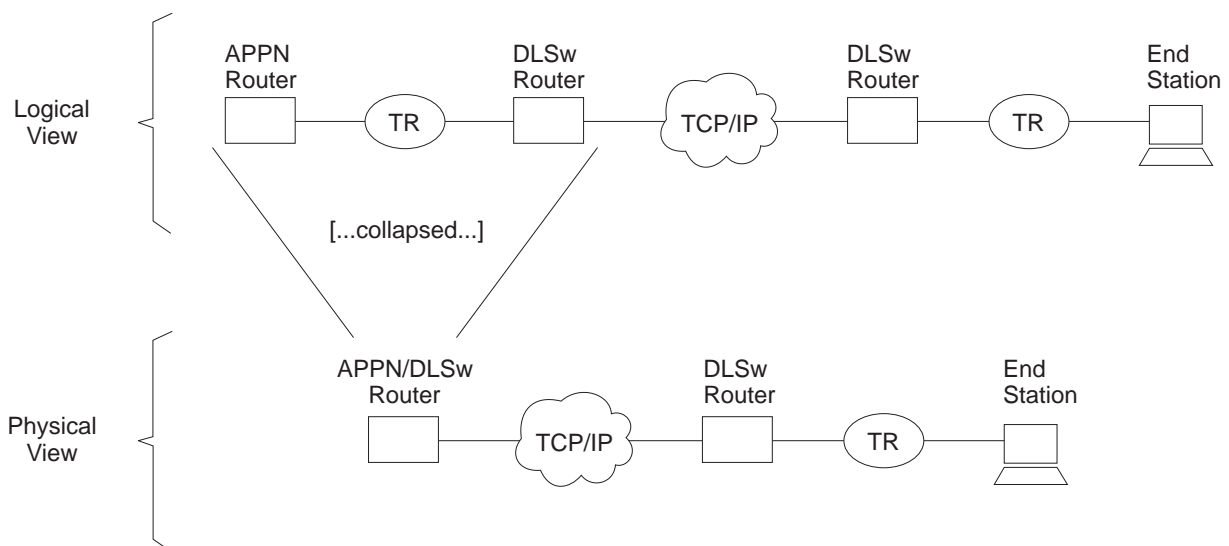 APPN
Router
DLSw
Router
DLSw
Router
End
Station
Logical
View
TR
TCP/IP
TR
[...collapsed...]
APPN/DLSw
Router
DLSw
Router
End
Station
Physical
View
TCP/IP
TR